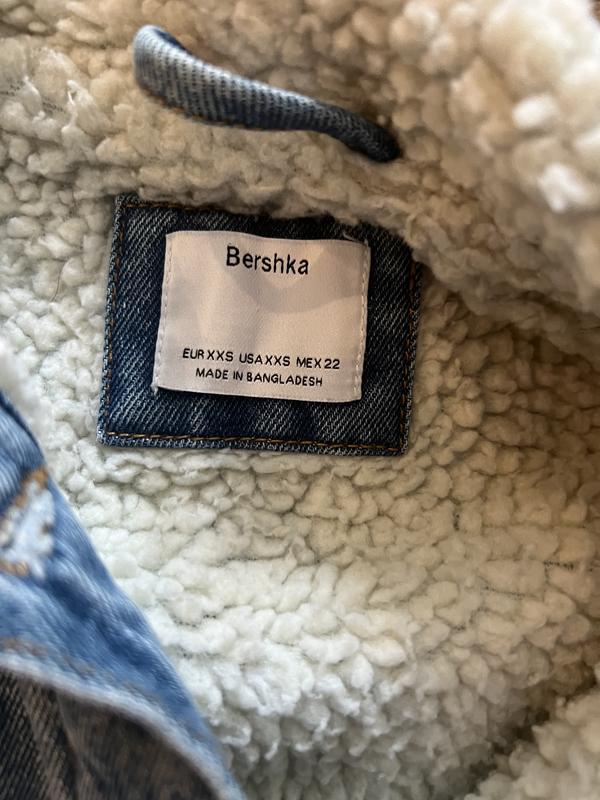 Bershka
EUR XXS USA XXS MEX 22
MADE IN BANGLADESH